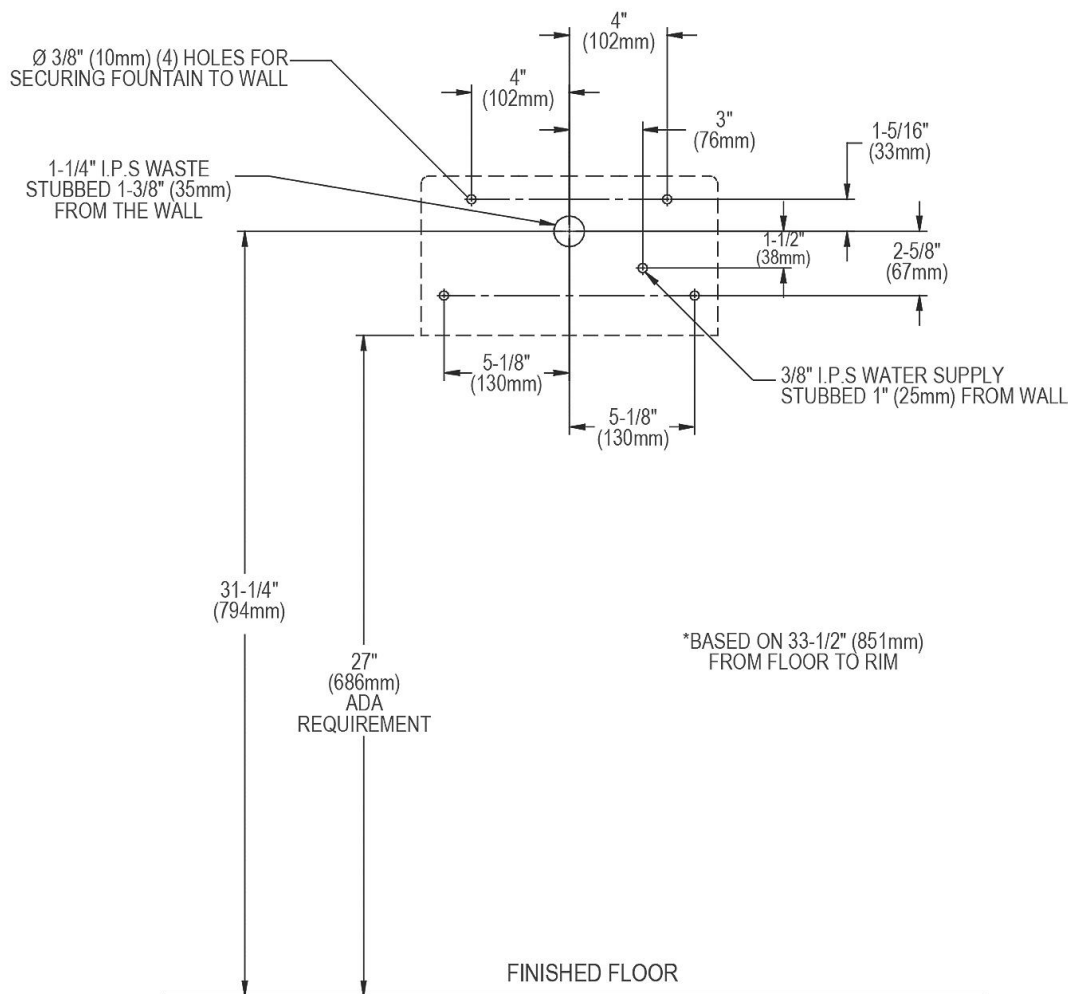 4"
(102mm)
Ø 3/8" (10mm) (4) HOLES FOR
SECURING FOUNTAIN TO WALL
4"
(102mm)
3"
(76mm)
1-5/16"
(33mm)
1-1/4" I.P.S WASTE
STUBBED 1-3/8" (35mm)
FROM THE WALL
1-1/2"
(38mm)
2-5/8"
(67mm)
5-1/8"
(130mm)
3/8" I.P.S WATER SUPPLY
STUBBED 1" (25mm) FROM WALL
5-1/8"
(130mm)
31-1/4"
(794mm)
*BASED ON 33-1/2" (851mm)
FROM FLOOR TO RIM
27"
(686mm)
ADA
REQUIREMENT
FINISHED FLOOR